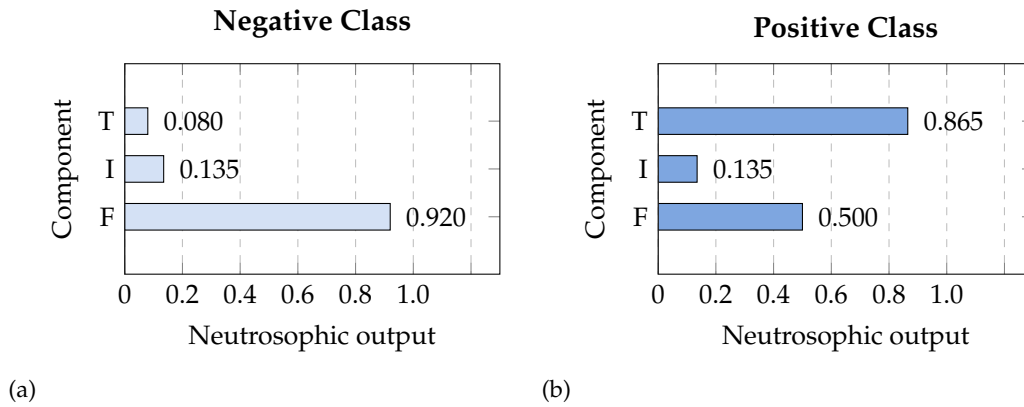 Negative Class
Component
T 0.080
I 0.135
F 0.920
0 0.2 0.4 0.6 0.8 1.0
Neutrosophic output
(a)
Positive Class
Component
T 0.865
I 0.135
F 0.500
0 0.2 0.4 0.6 0.8 1.0
Neutrosophic output
(b)